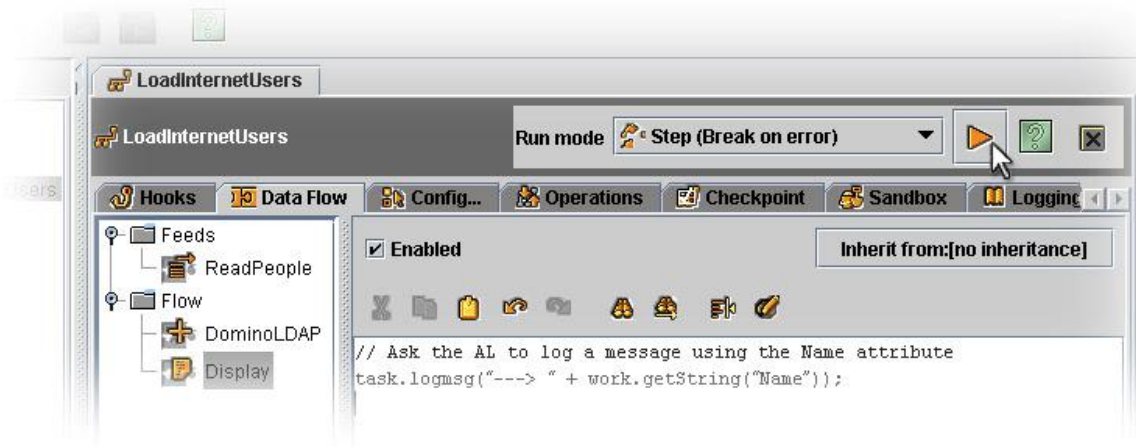 LoadInternetUsers
LoadInternetUsers
Run mode
Step (Break on error)
Hooks
Data Flow
Config...
Operations
Checkpoint
Sandbox
Logging
Feeds
ReadPeople
Flow
DominoLDAP
Display
Enabled
Inherit from:[no inheritance]
// Ask the AL to log a message using the Name attribute
task.logmsg("---> " + work.getString("Name"));